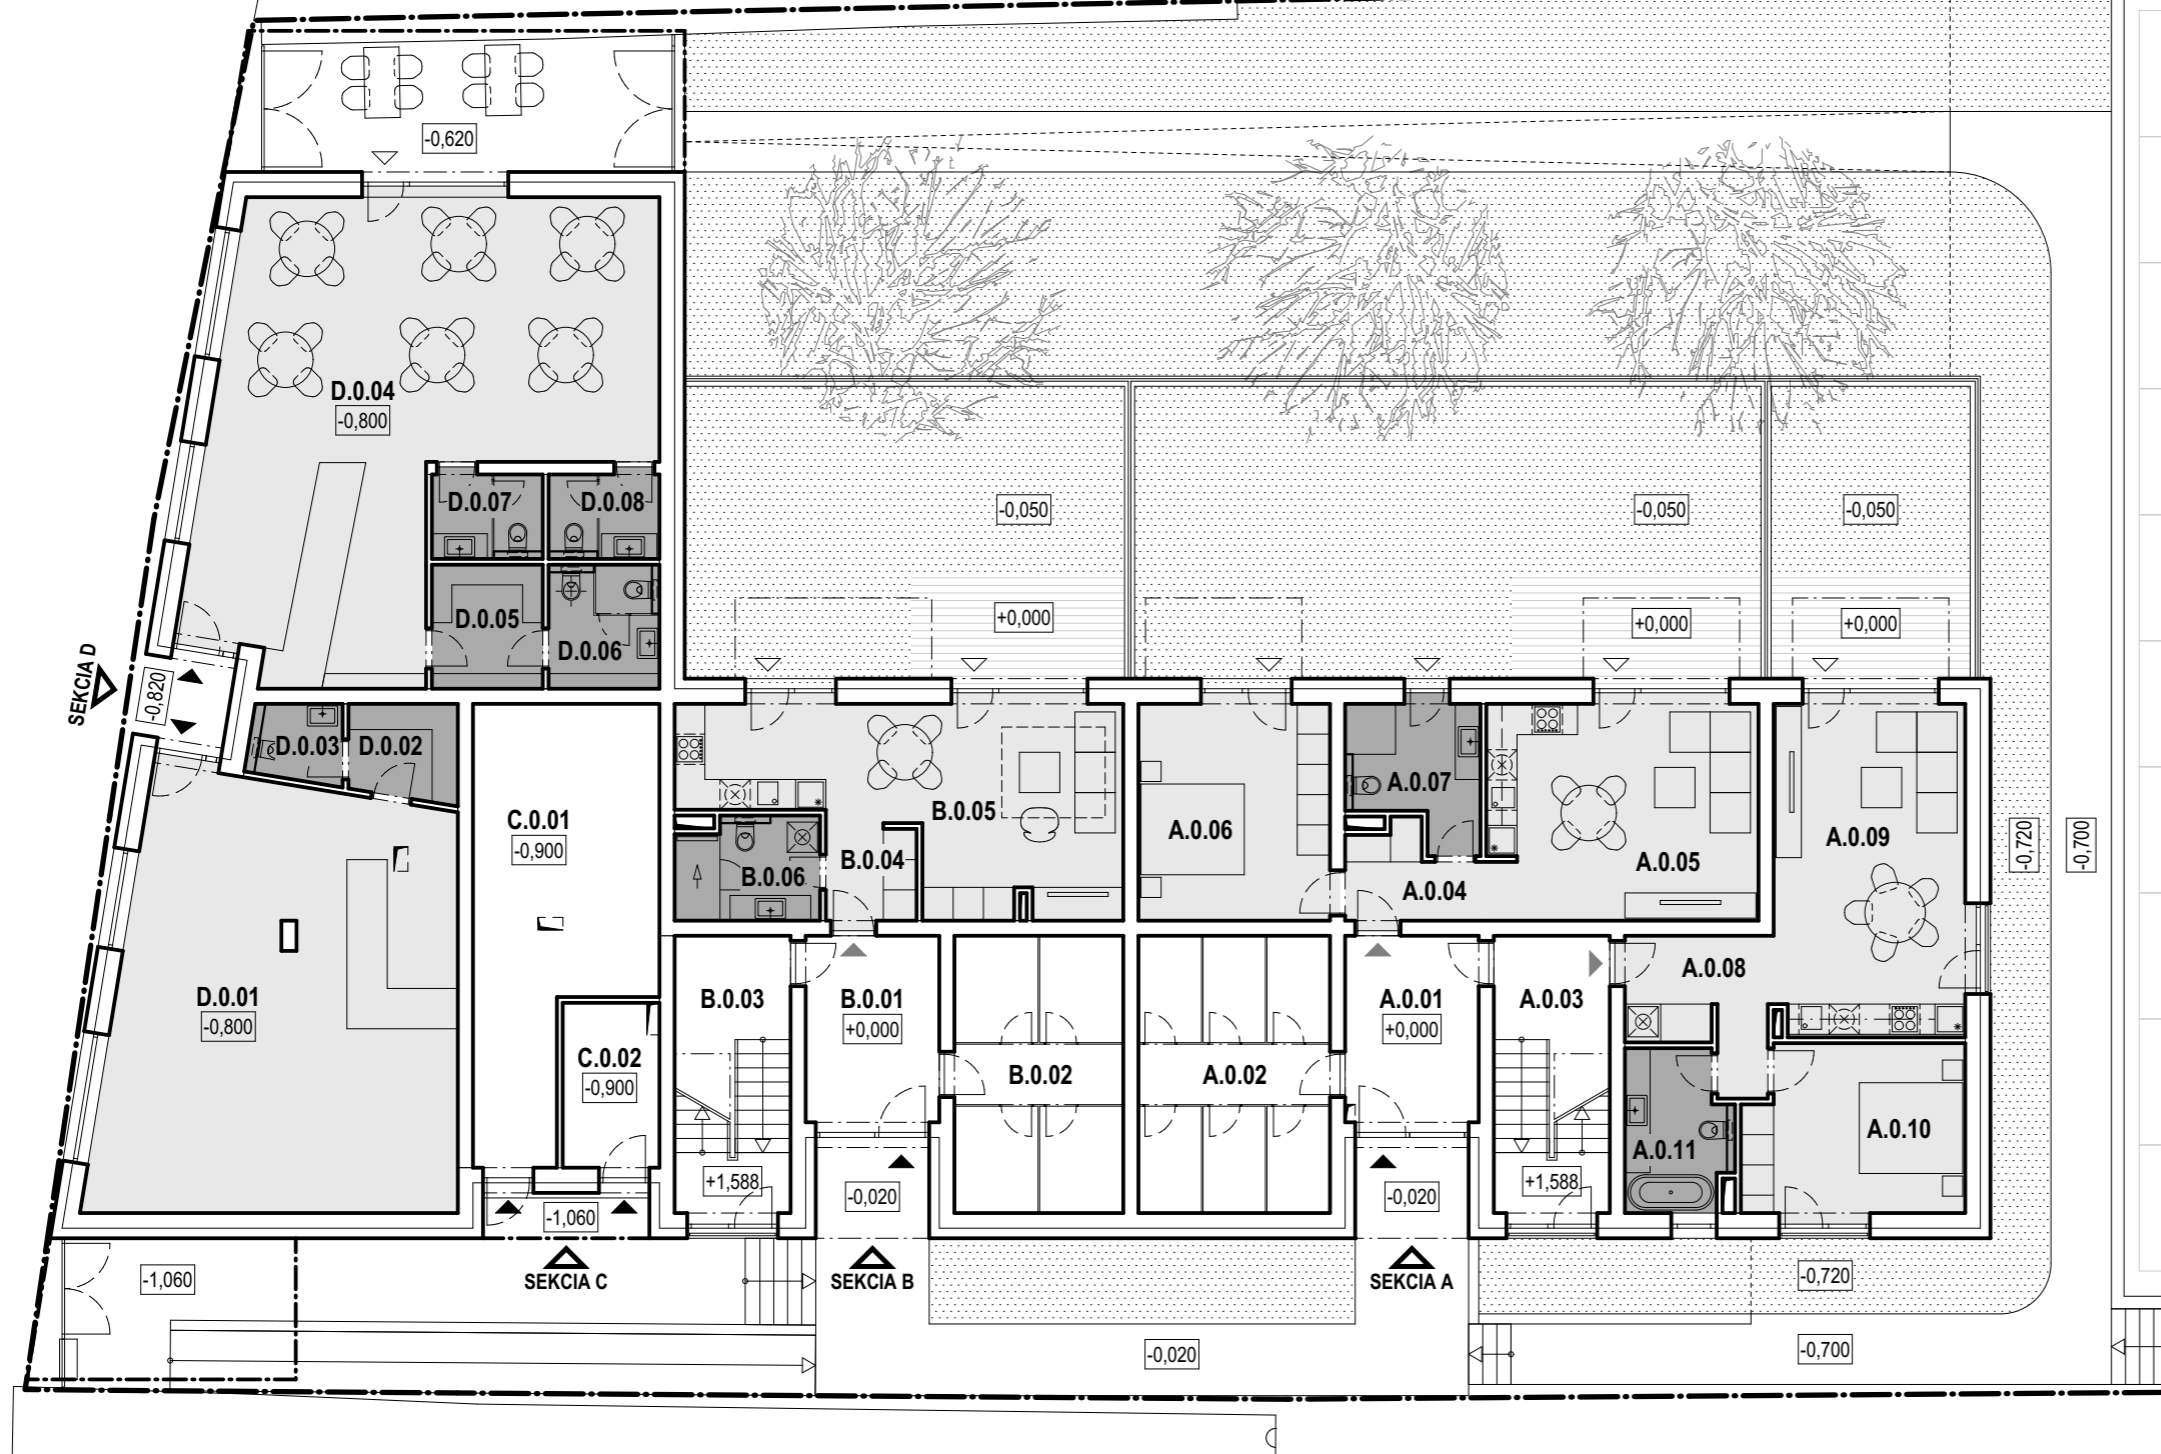 -0,620
D.0.04
-0,800
D.0.07
D.0.08
D.0.05
D.0.06
-0,050
-0,050
-0,050
+0,000
+0,000
+0,000
SEKCIA D
-0,820
D.0.03
D.0.02
C.0.01
-0,900
B.0.05
B.0.04
B.0.06
A.0.06
A.0.07
A.0.04
A.0.05
A.0.09
-0,720
-0,700
D.0.01
-0,800
B.0.03
B.0.01
+0,000
A.0.01
+0,000
A.0.03
A.0.08
C.0.02
-0,900
B.0.02
A.0.02
A.0.11
A.0.10
+1,588
-0,020
-0,020
+1,588
-1,060
-1,060
SEKCIA C
SEKCIA B
SEKCIA A
-0,720
-0,020
-0,700